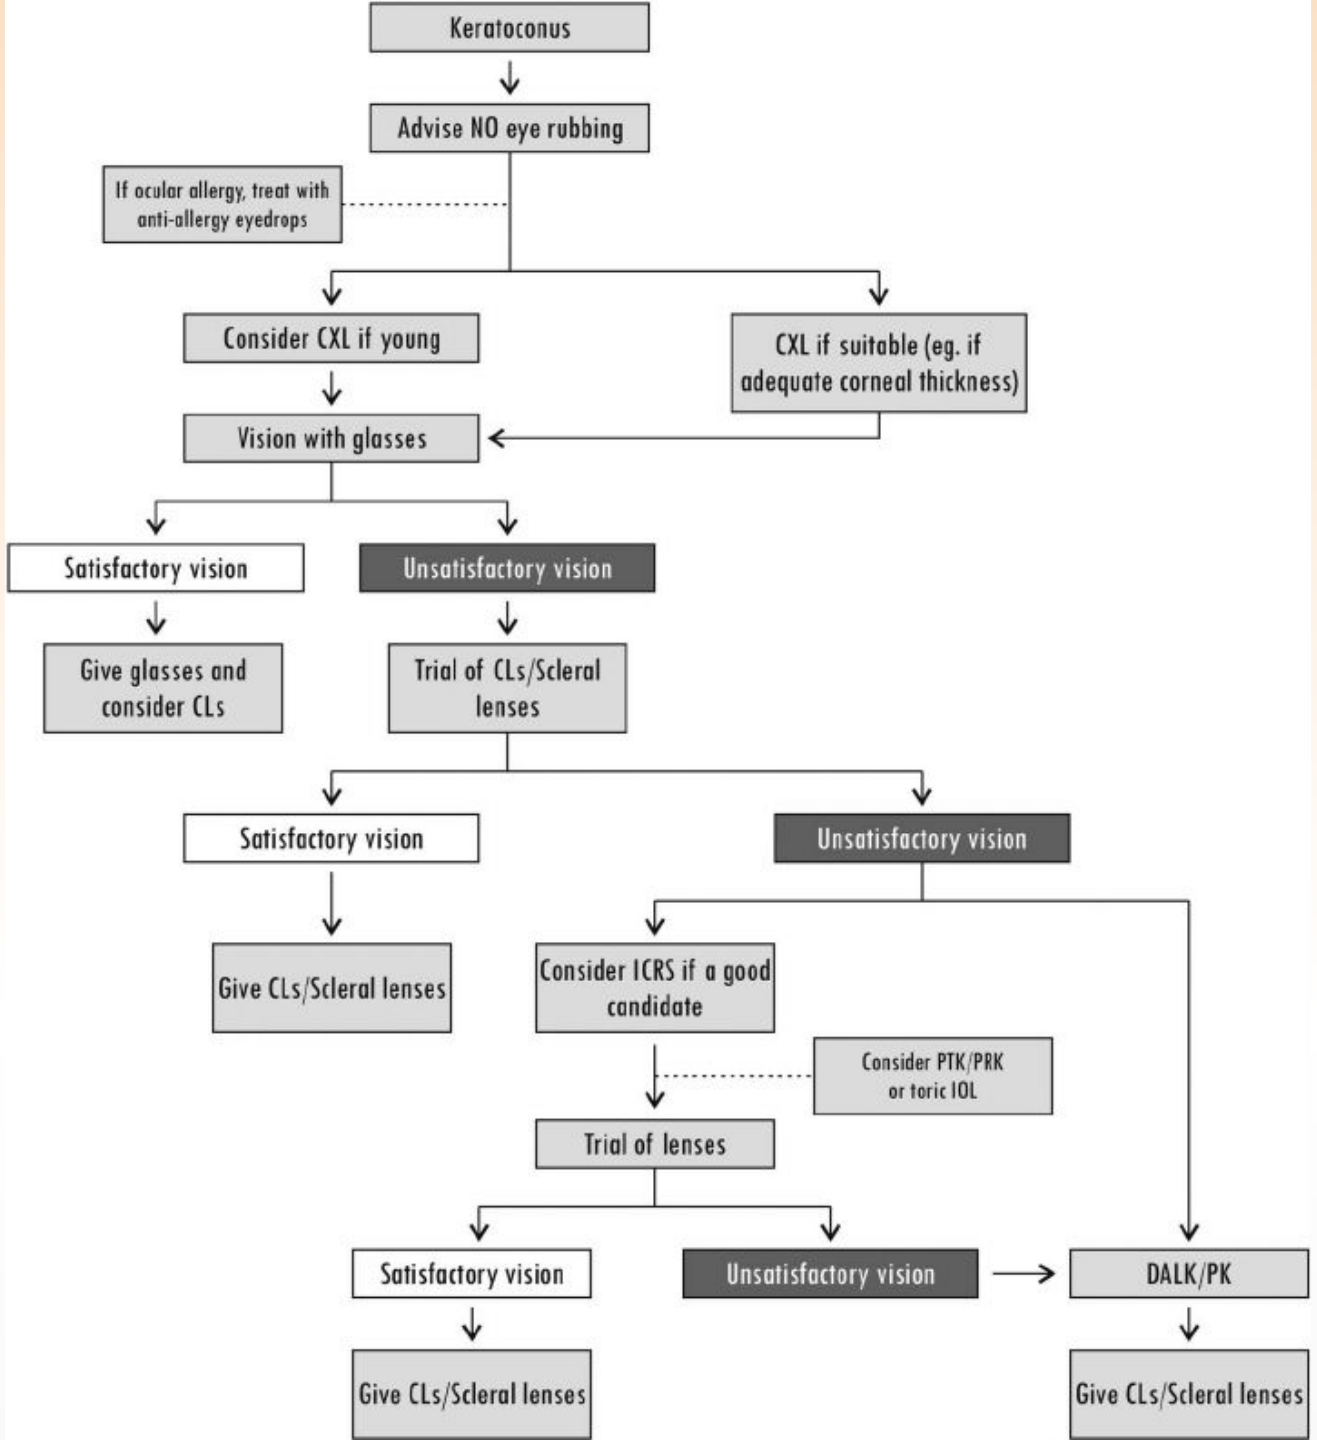 Keratoconus
Advise NO eye rubbing
If ocular allergy, treat with
anti-allergy eyedrops
Consider CXL if young
CXL if suitable (eg. if
adequate corneal thickness)
Vision with glasses
Satisfactory vision
Unsatisfactory vision
Give glasses and
consider CLs
Trial of CLs/Scleral
lenses
Satisfactory vision
Unsatisfactory vision
Give CLs/Scleral lenses
Consider ICRS if a good
candidate
Consider PTK/PRK
or toric IOL
Trial of lenses
Satisfactory vision
Unsatisfactory vision
DALK/PK
Give CLs/Scleral lenses
Give CLs/Scleral lenses